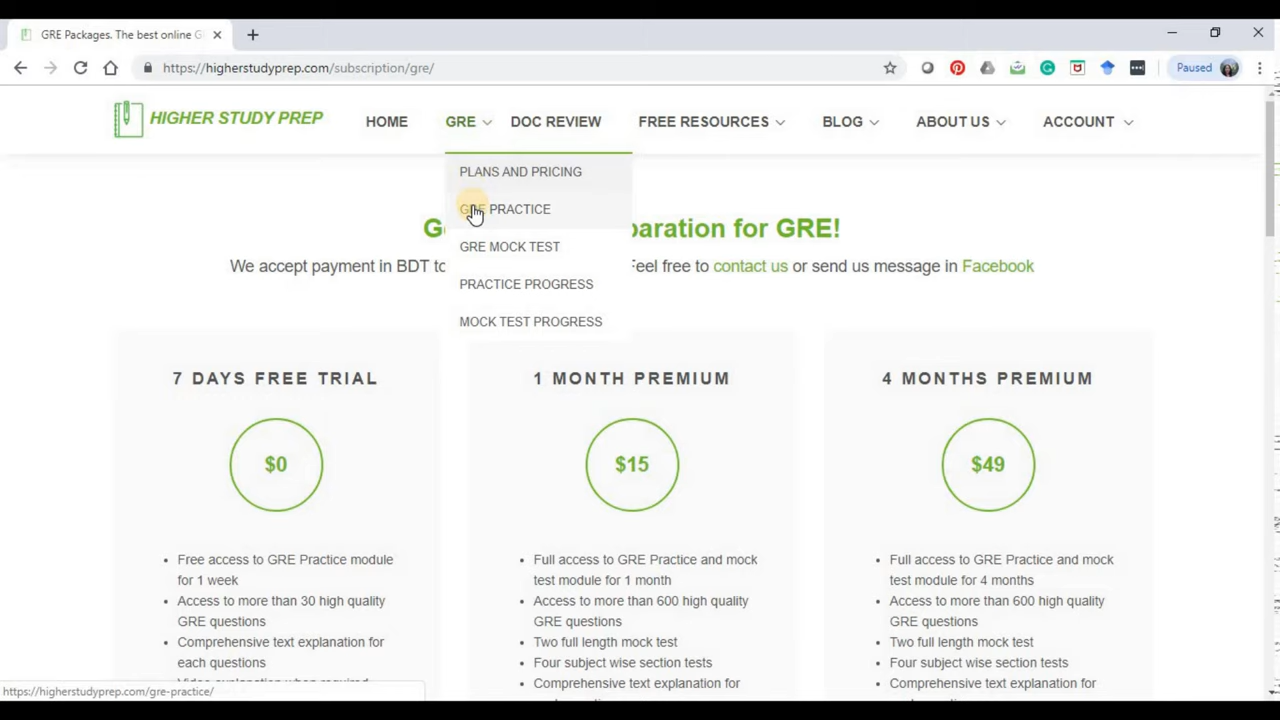 GRE Packages. The best online G
https://higherstudyprep.com/subscription/gre/
Paused
HIGHER STUDY PREP
HOME
GRE
DOC REVIEW
FREE RESOURCES
BLOG
ABOUT US
ACCOUNT
PLANS AND PRICING
GRE PRACTICE
GRE MOCK TEST
PRACTICE PROGRESS
MOCK TEST PROGRESS
for GRE!
We accept payment in BDT
Feel free to contact us or send us message in Facebook
7 DAYS FREE TRIAL
$0
Free access to GRE Practice module
for 1 week
Access to more than 30 high quality
GRE questions
Comprehensive text explanation for
each questions
1 MONTH PREMIUM
$15
Full access to GRE Practice and mock
test module for 1 month
Access to more than 600 high quality
GRE questions
Two full length mock test
Four subject wise section tests
Comprehensive text explanation for
4 MONTHS PREMIUM
$49
Full access to GRE Practice and mock
test module for 4 months
Access to more than 600 high quality
GRE questions
Two full length mock test
Four subject wise section tests
Comprehensive text explanation for
https://higherstudyprep.com/gre-practice/